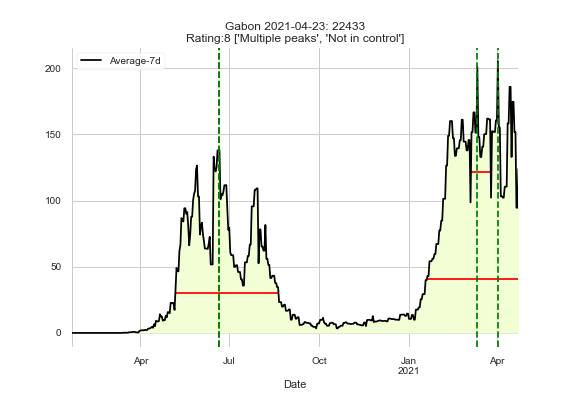 Gabon 2021-04-23: 22433
Rating:8 ['Multiple peaks', 'Not in control']
Average-7d
200
150
100
50
0
Apr Jul Oct Jan Apr
2021
Date